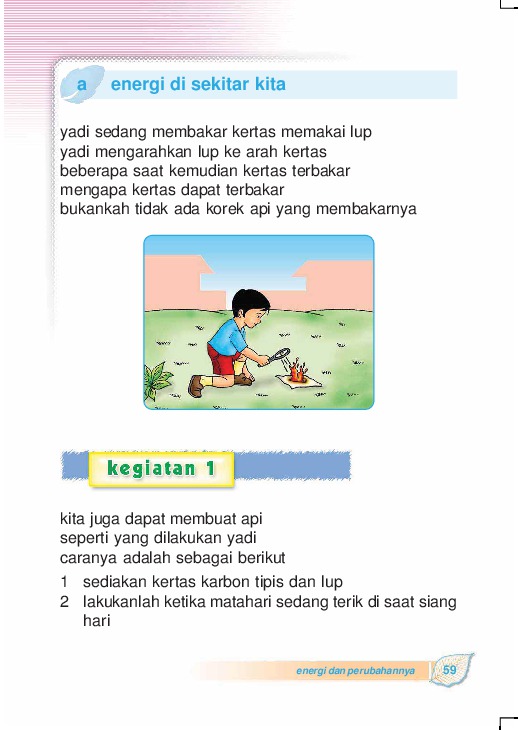 a energi di sekitar kita
yadi sedang membakar kertas memakai lup
yadi mengarahkan lup ke arah kertas
beberapa saat kemudian kertas terbakar
mengapa kertas dapat terbakar
bukankah tidak ada korek api yang membakarnya
kegiatan 1
kita juga dapat membuat api
seperti yang dilakukan yadi
caranya adalah sebagai berikut
1 sediakan kertas karbon tipis dan lup
2 lakukanlah ketika matahari sedang terik di saat siang
hari
energi dan perubahannya 59